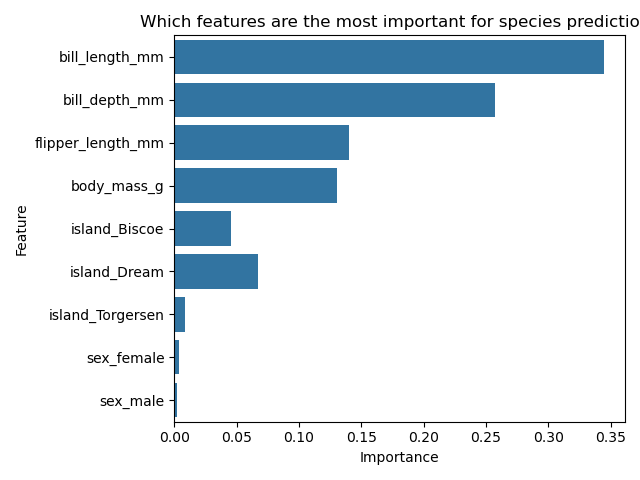 Which features are the most important for species predictio
bill_length_mm
bill_depth_mm
flipper_length_mm
body_mass_g
island_Biscoe
island_Dream
island_Torgersen
sex_female
sex_male
Feature
0.00 0.05 0.10 0.15 0.20 0.25 0.30 0.35
Importance